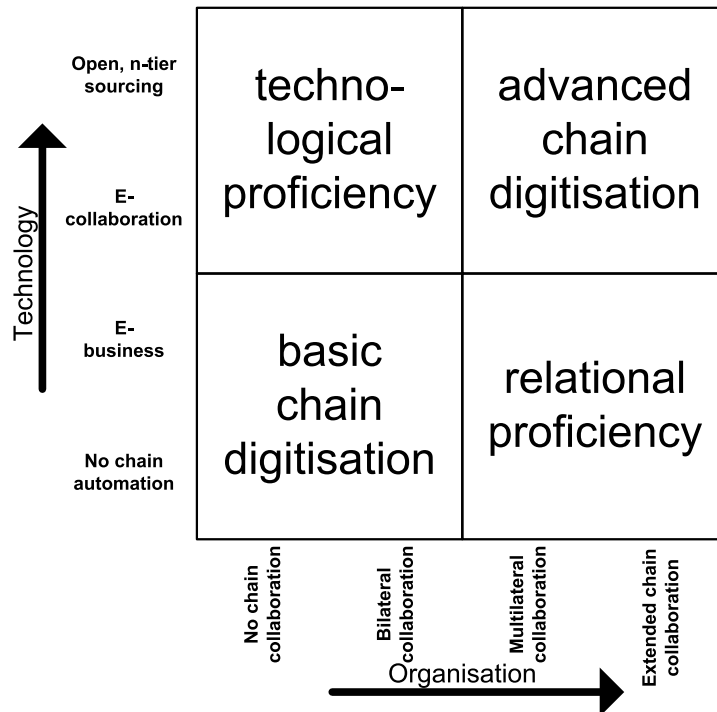 Open, n-tier
sourcing
techno-
logical
proficiency
advanced
chain
digitisation
E-
collaboration
Technology
E-
business
basic
chain
digitisation
relational
proficiency
No chain
automation
No chain
collaboration
Bilateral
collaboration
Multilateral
collaboration
Extended chain
collaboration
Organisation